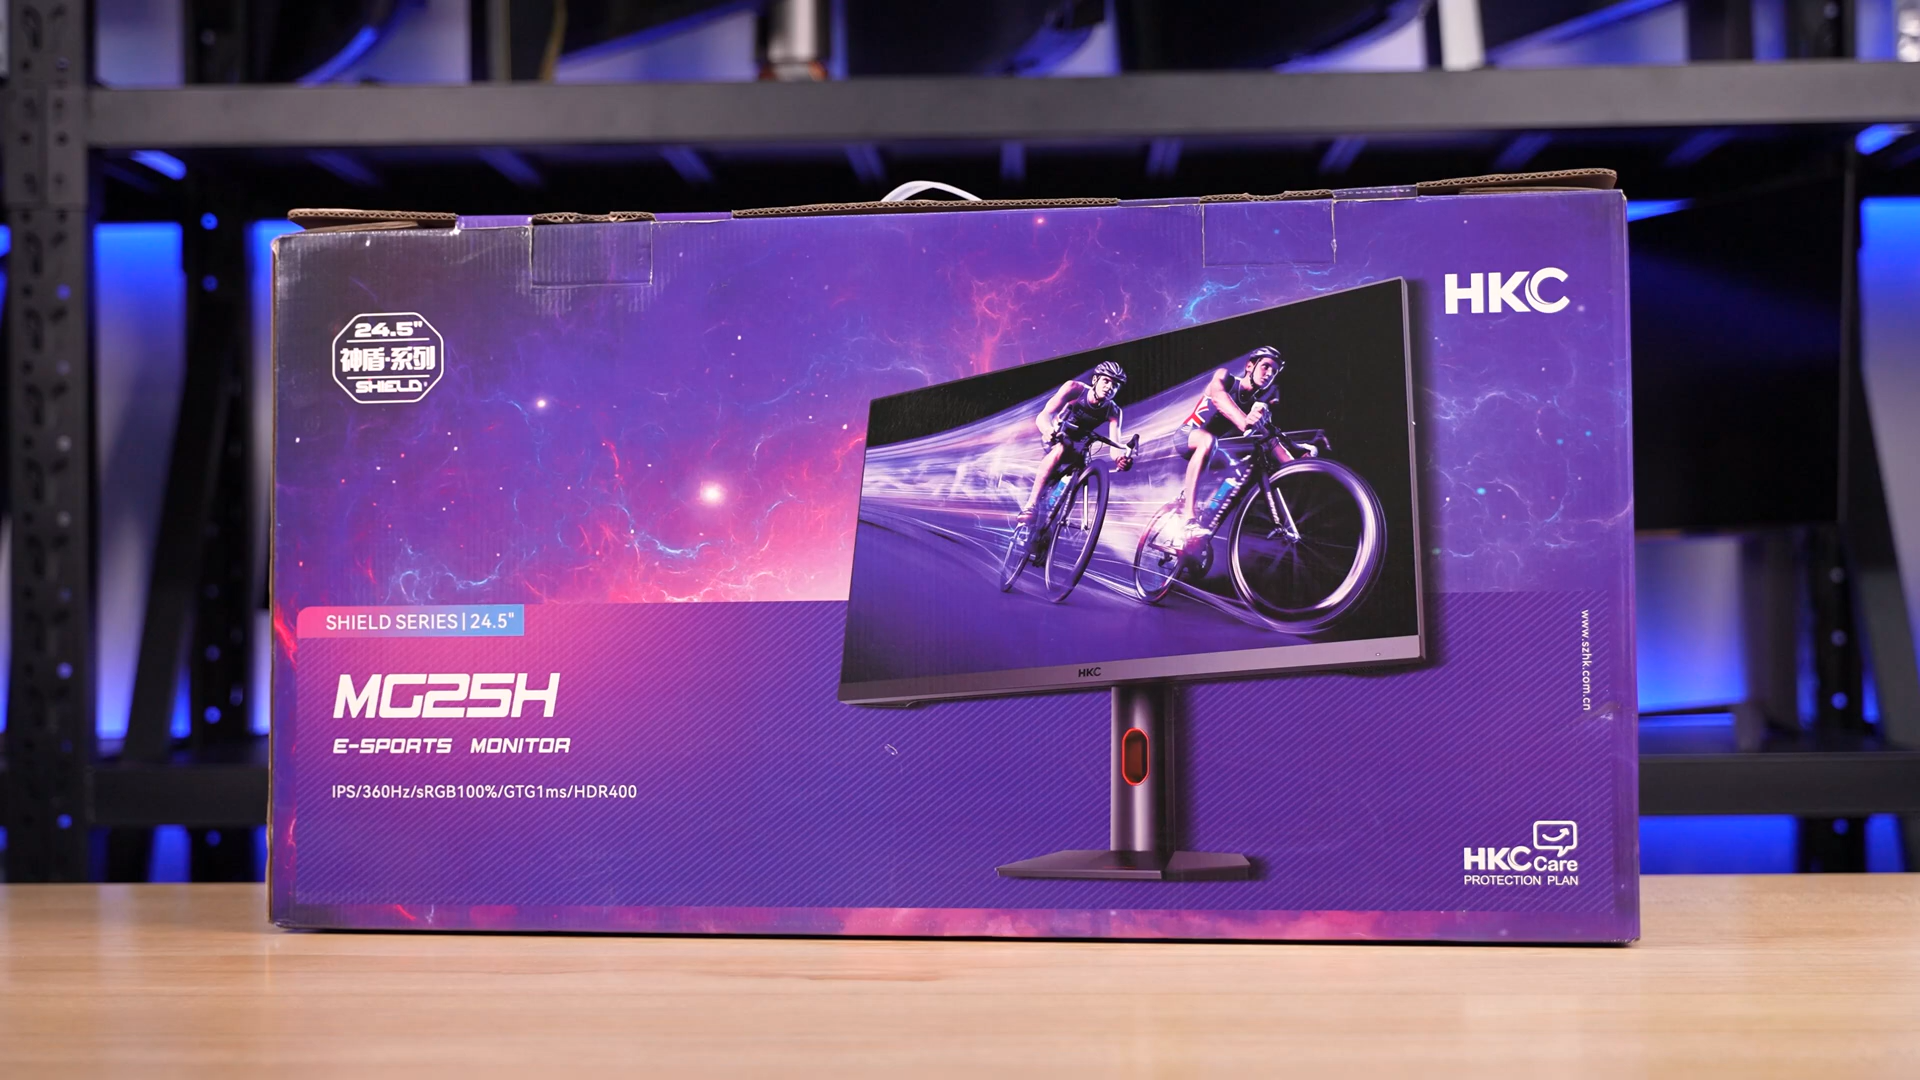 24.5"
神盾·系列
SHIELD
HKC
HKC
SHIELD SERIES | 24.5"
MG25H
E-SPORTS MONITOR
IPS/360Hz/sRGB100%/GTG1ms/HDR400
www.szhk.com.cn
HKC Care
PROTECTION PLAN